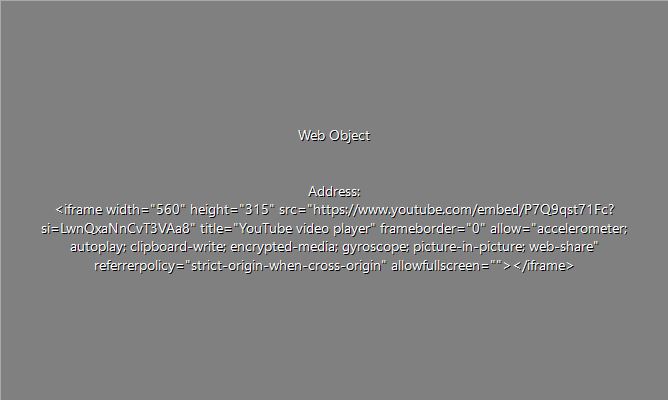 Web Object
Address:
<iframe width="560" height="315" src="https://www.youtube.com/embed/P7Q9qst71Fc?
si=LwnQxaNnCvT3VAa8" title="YouTube video player" frameborder="0" allow="accelerometer;
autoplay; clipboard-write; encrypted-media; gyroscope; picture-in-picture; web-share"
referrerpolicy="strict-origin-when-cross-origin" allowfullscreen=""></iframe>